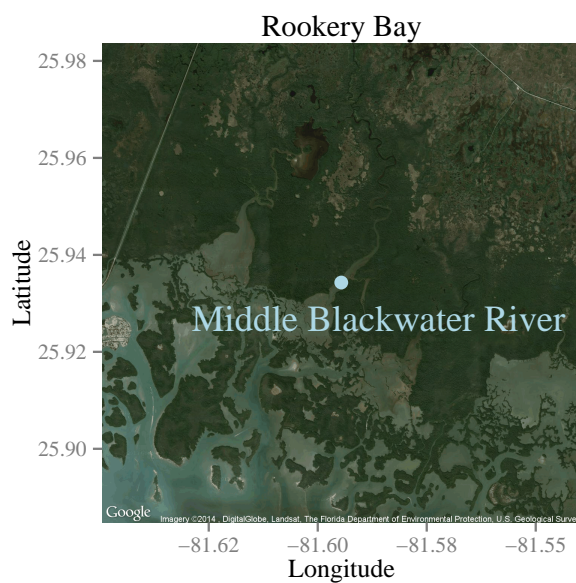 Rookery Bay
25.98
25.96
25.94
25.92
25.90
Latitude
Middle Blackwater River
Google
Imagery ©2014 , DigitalGlobe, Landsat, The Florida Department of Environmental Protection, U.S. Geological Surve
−81.62
−81.60
−81.58
−81.55
Longitude